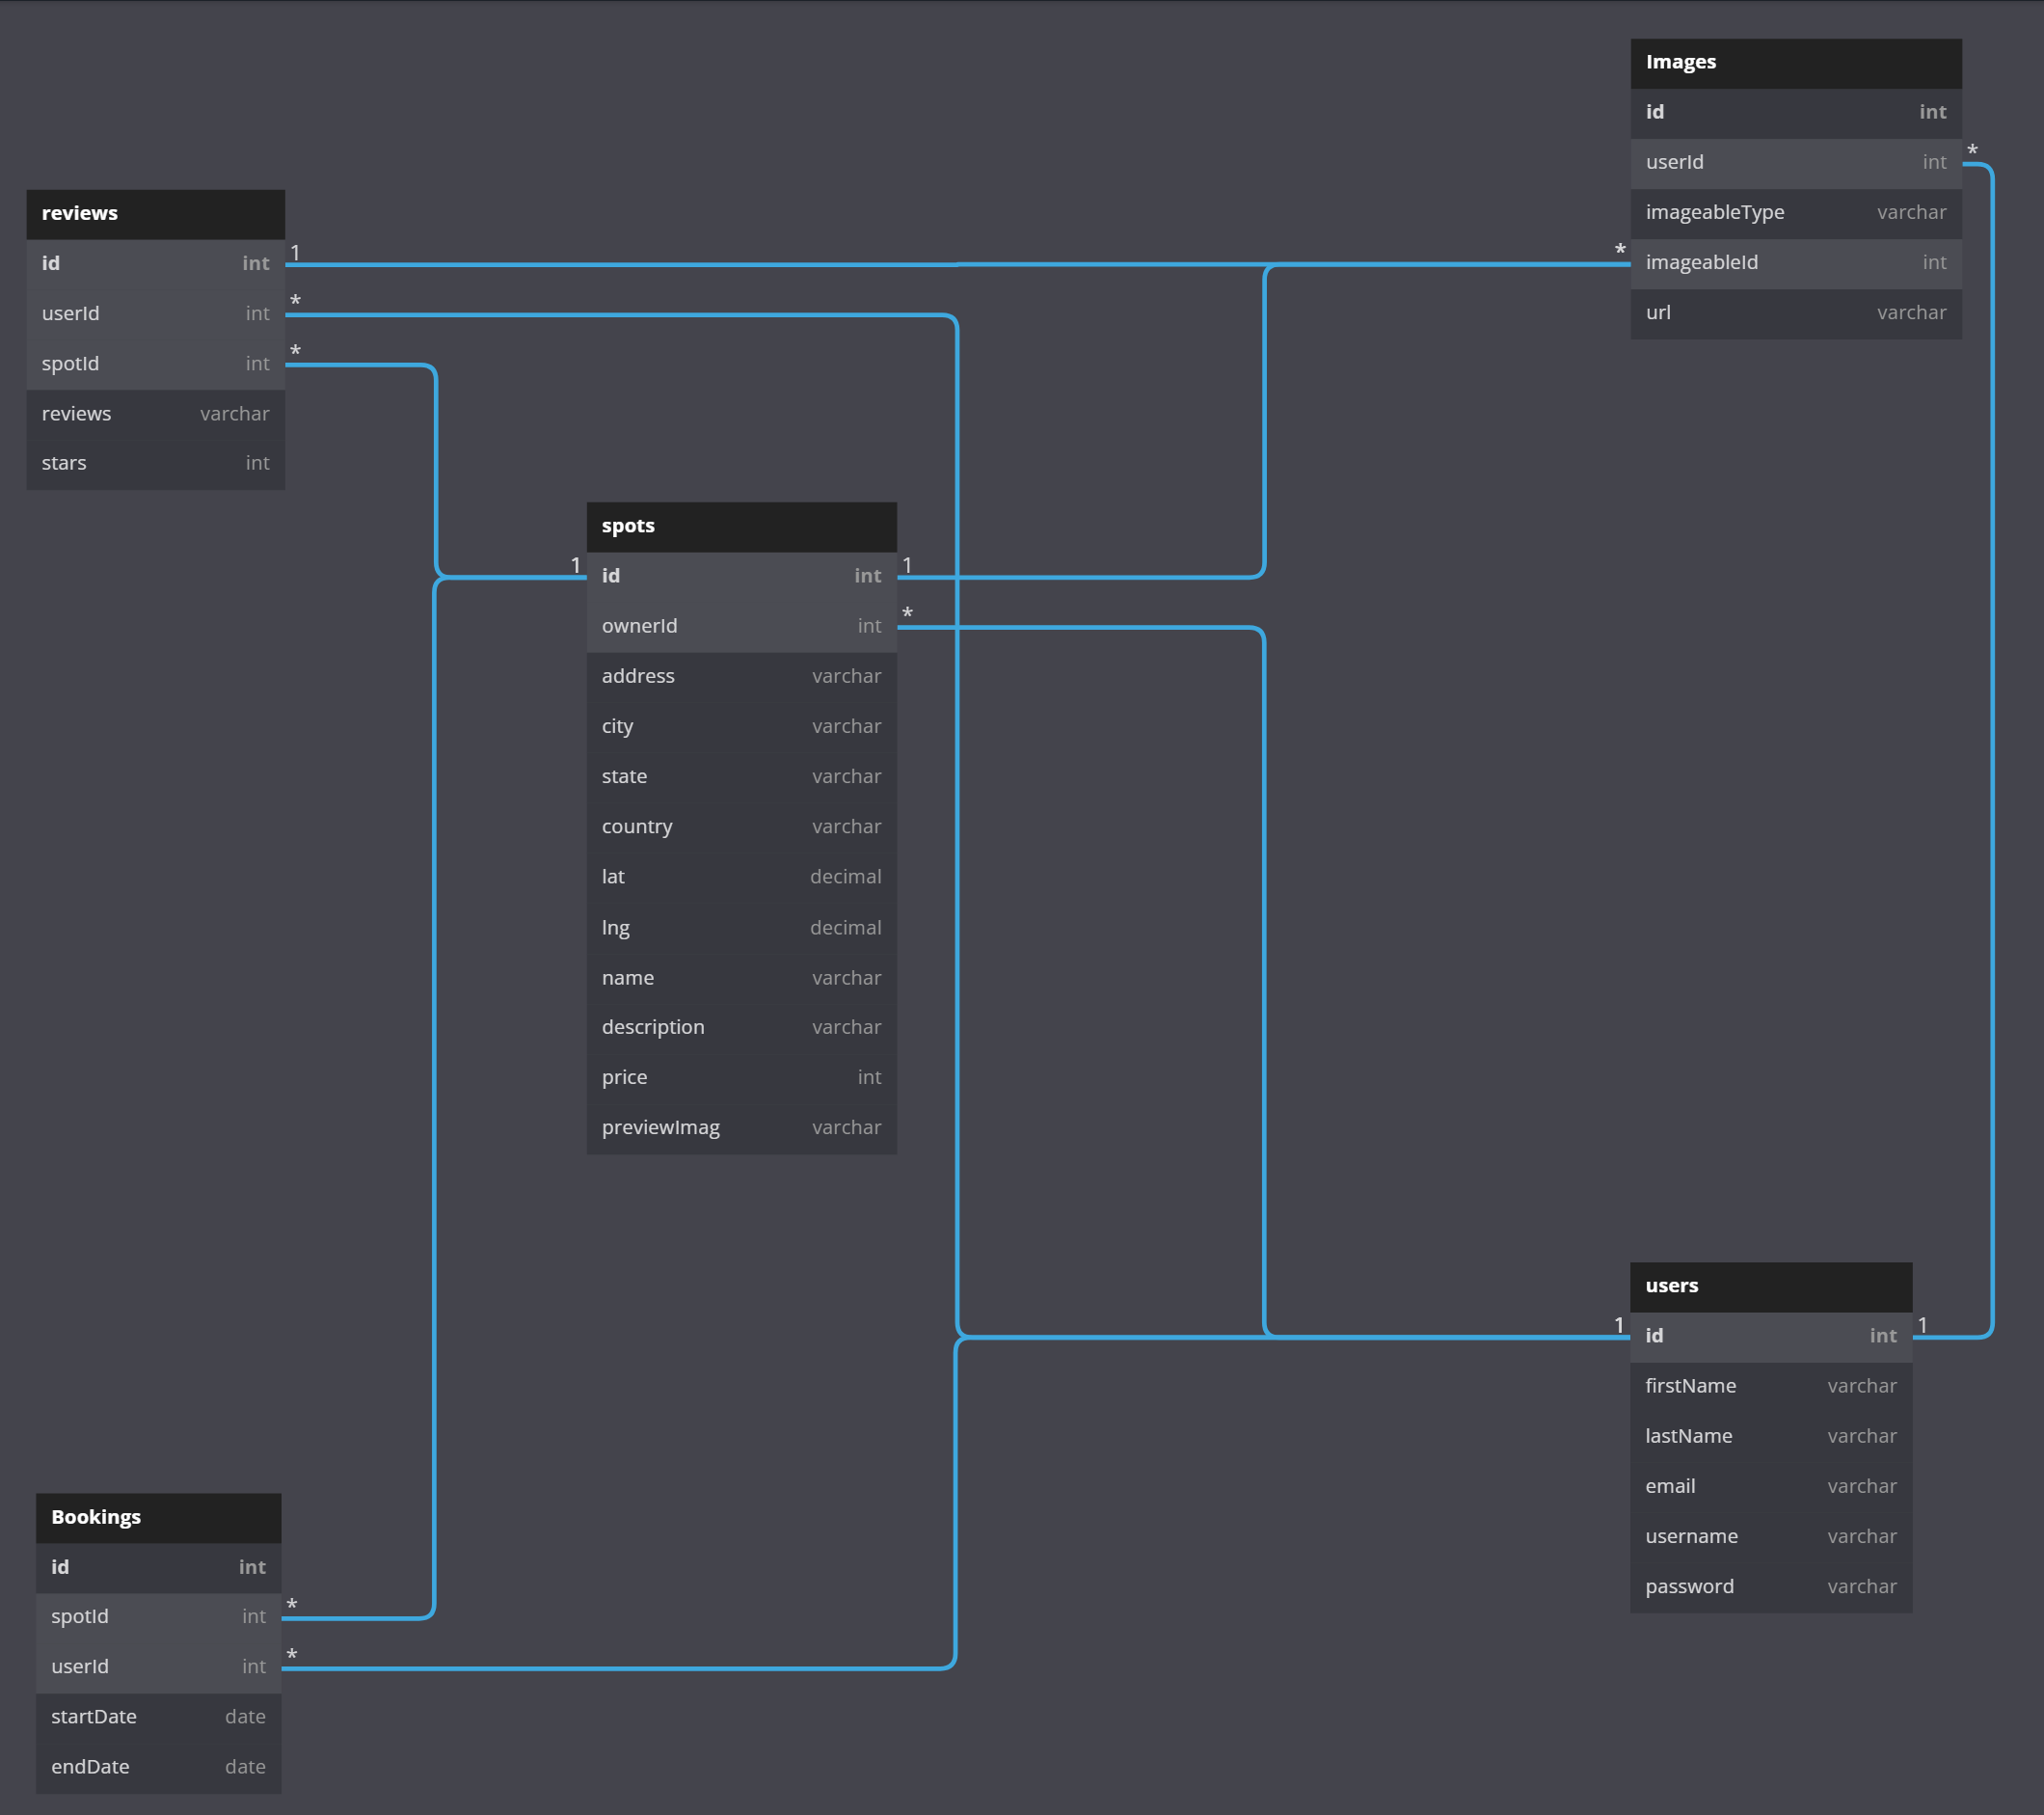 Images
id int
userId int
*
imageableType varchar
* imageableId int
url varchar
reviews
id int 1
userId int *
spotId int *
reviews varchar
stars int
spots
1 id int 1
ownerId int *
address varchar
city varchar
state varchar
country varchar
lat decimal
lng decimal
name varchar
description varchar
price int
previewImag varchar
users
1 id int 1
firstName varchar
lastName varchar
email varchar
username varchar
password varchar
Bookings
id int
spotId int *
userId int *
startDate date
endDate date